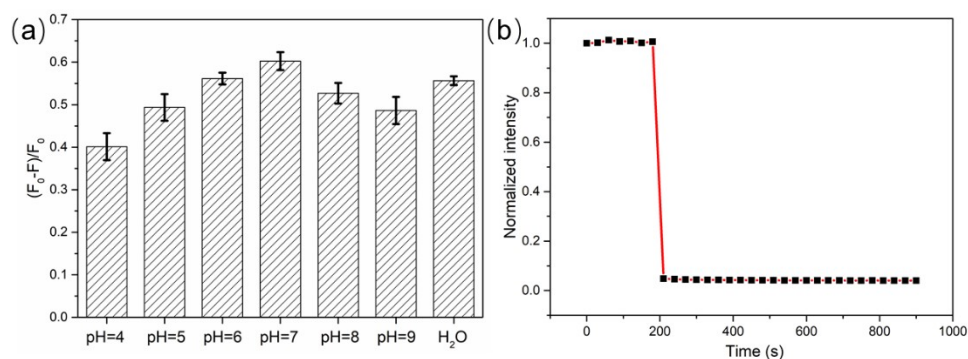 (a)
0.7
0.6
0.5
0.4
0.3
0.2
0.1
0.0
(F₀-F)/F₀
pH=4 pH=5 pH=6 pH=7 pH=8 pH=9 H₂O
(b)
1.0
0.8
0.6
0.4
0.2
0.0
Normalized intensity
0 200 400 600 800 1000
Time (s)